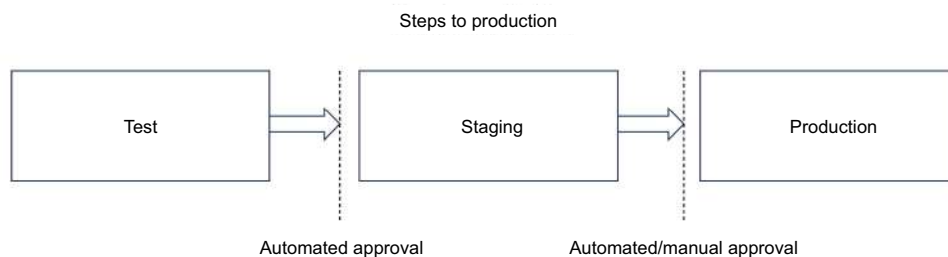 Steps to production
Test
Staging
Production
Automated approval
Automated/manual approval